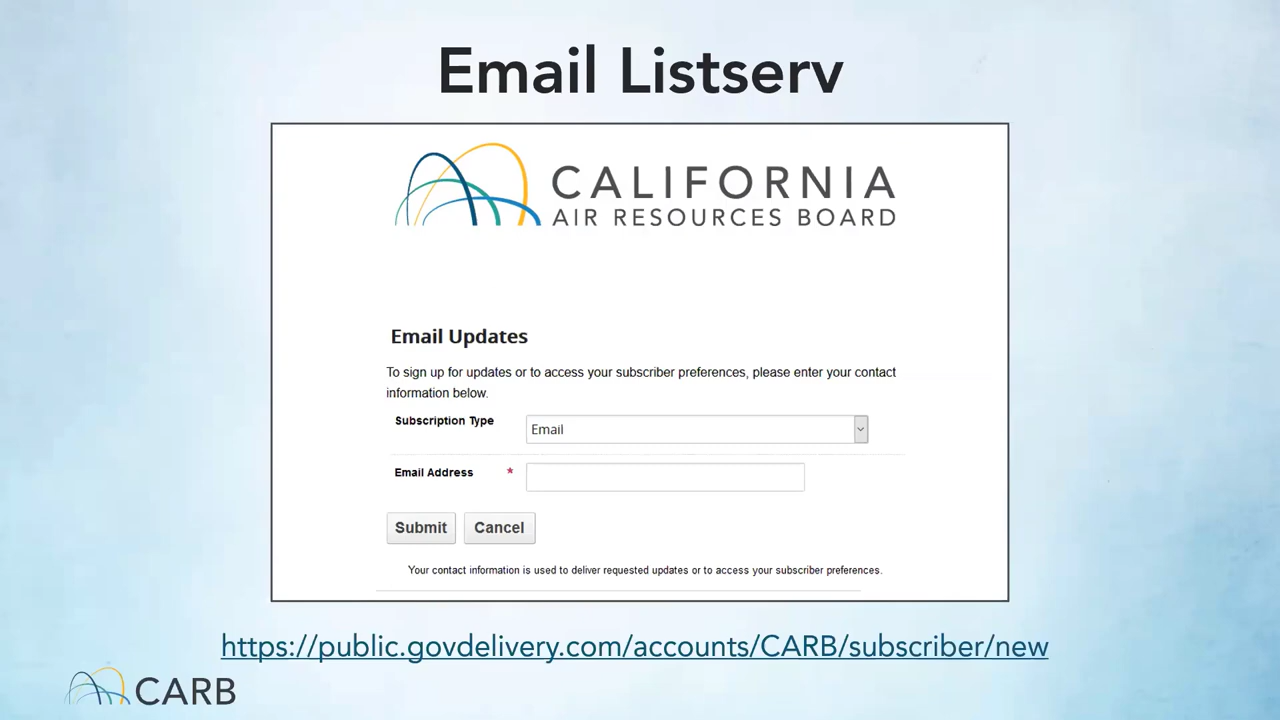 Email Listserv
CALIFORNIA
AIR RESOURCES BOARD
Email Updates
To sign up for updates or to access your subscriber preferences, please enter your contact
information below.
Subscription Type
Email
Email Address *
Submit Cancel
Your contact information is used to deliver requested updates or to access your subscriber preferences.
https://public.govdelivery.com/accounts/CARB/subscriber/new
CARB